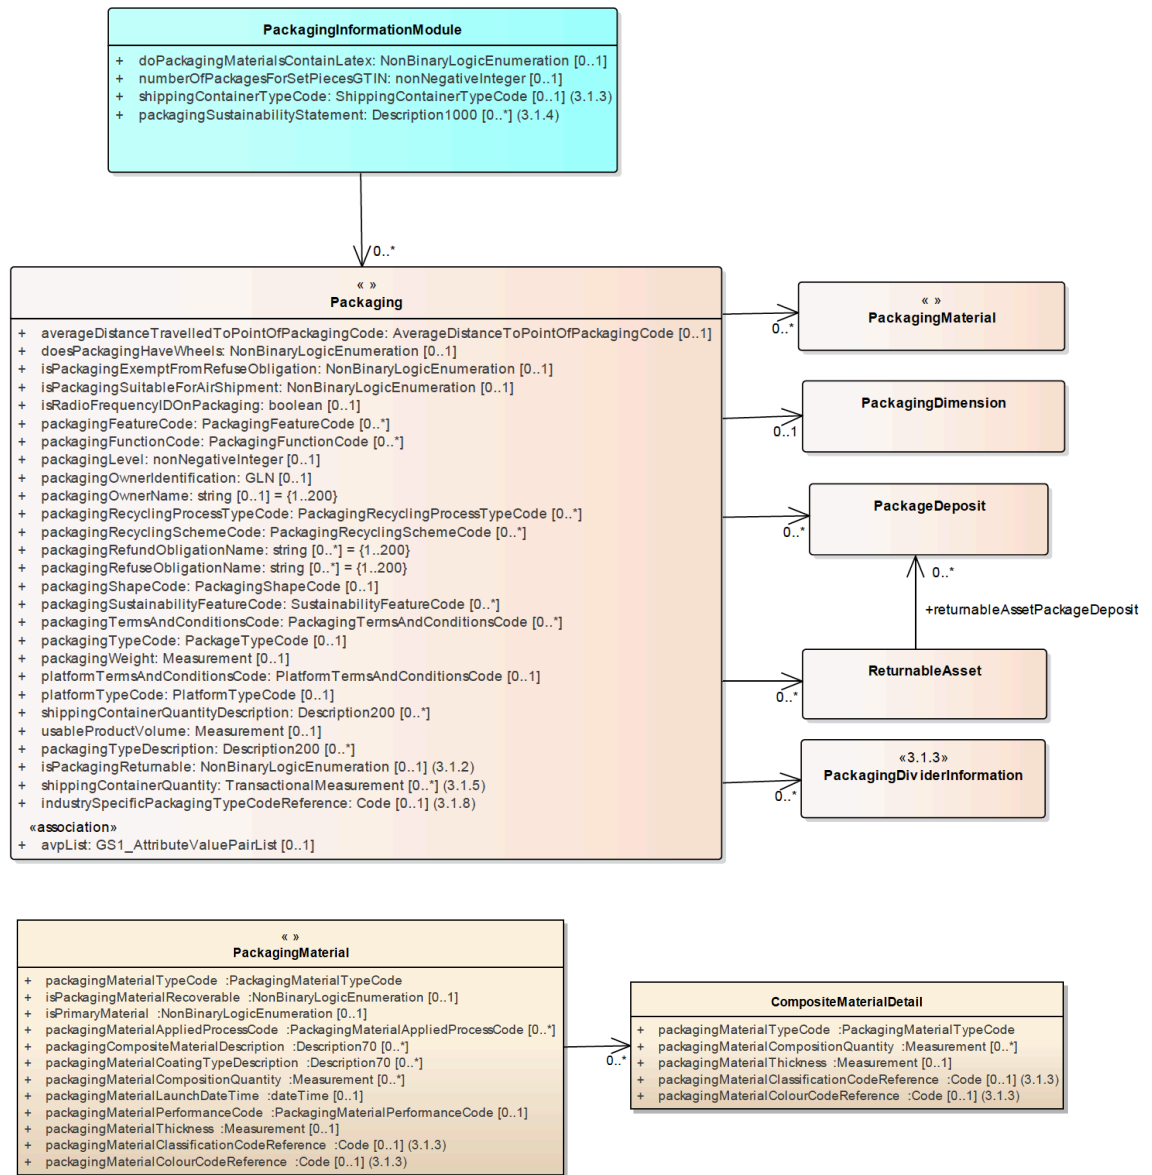 PackagingInformationModule
+ doPackagingMaterialsContainLatex: NonBinaryLogicEnumeration [0..1]
+ numberOfPackagesForSetPiecesGTIN: nonNegativeInteger [0..1]
+ shippingContainerTypeCode: ShippingContainerTypeCode [0..1] (3.1.3)
+ packagingSustainabilityStatement: Description1000 [0..*] (3.1.4)
0..*
« »
Packaging
+ averageDistanceTravelledToPointOfPackagingCode: AverageDistanceToPointOfPackagingCode [0..1]
+ doesPackagingHaveWheels: NonBinaryLogicEnumeration [0..1]
+ isPackagingExemptFromRefuseObligation: NonBinaryLogicEnumeration [0..1]
+ isPackagingSuitableForAirShipment: NonBinaryLogicEnumeration [0..1]
+ isRadioFrequencyIDOnPackaging: boolean [0..1]
+ packagingFeatureCode: PackagingFeatureCode [0..*]
+ packagingFunctionCode: PackagingFunctionCode [0..*]
+ packagingLevel: nonNegativeInteger [0..1]
+ packagingOwnerIdentification: GLN [0..1]
+ packagingOwnerName: string [0..1] = {1..200}
+ packagingRecyclingProcessTypeCode: PackagingRecyclingProcessTypeCode [0..*]
+ packagingRecyclingSchemeCode: PackagingRecyclingSchemeCode [0..*]
+ packagingRefundObligationName: string [0..*] = {1..200}
+ packagingRefuseObligationName: string [0..*] = {1..200}
+ packagingShapeCode: PackagingShapeCode [0..1]
+ packagingSustainabilityFeatureCode: SustainabilityFeatureCode [0..*]
+ packagingTermsAndConditionsCode: PackagingTermsAndConditionsCode [0..*]
+ packagingTypeCode: PackageTypeCode [0..1]
+ packagingWeight: Measurement [0..1]
+ platformTermsAndConditionsCode: PlatformTermsAndConditionsCode [0..1]
+ platformTypeCode: PlatformTypeCode [0..1]
+ shippingContainerQuantityDescription: Description200 [0..*]
+ usableProductVolume: Measurement [0..1]
+ packagingTypeDescription: Description200 [0..*]
+ isPackagingReturnable: NonBinaryLogicEnumeration [0..1] (3.1.2)
+ shippingContainerQuantity: TransactionalMeasurement [0..*] (3.1.5)
+ industrySpecificPackagingTypeCodeReference: Code [0..1] (3.1.8)
«association»
+ avpList: GS1_AttributeValuePairList [0..1]
« »
PackagingMaterial
0..*
PackagingDimension
0..1
PackageDeposit
0..*
0..*
+returnableAssetPackageDeposit
ReturnableAsset
0..*
«3.1.3»
PackagingDividerInformation
0..*
« »
PackagingMaterial
+ packagingMaterialTypeCode :PackagingMaterialTypeCode
+ isPackagingMaterialRecoverable :NonBinaryLogicEnumeration [0..1]
+ isPrimaryMaterial :NonBinaryLogicEnumeration [0..1]
+ packagingMaterialAppliedProcessCode :PackagingMaterialAppliedProcessCode [0..*]
+ packagingCompositeMaterialDescription :Description70 [0..*]
+ packagingMaterialCoatingTypeDescription :Description70 [0..*]
+ packagingMaterialCompositionQuantity :Measurement [0..*]
+ packagingMaterialLaunchDateTime :dateTime [0..1]
+ packagingMaterialPerformanceCode :PackagingMaterialPerformanceCode [0..1]
+ packagingMaterialThickness :Measurement [0..1]
+ packagingMaterialClassificationCodeReference :Code [0..1] (3.1.3)
+ packagingMaterialColourCodeReference :Code [0..1] (3.1.3)
0..*
CompositeMaterialDetail
+ packagingMaterialTypeCode :PackagingMaterialTypeCode
+ packagingMaterialCompositionQuantity :Measurement [0..*]
+ packagingMaterialThickness :Measurement [0..1]
+ packagingMaterialClassificationCodeReference :Code [0..1] (3.1.3)
+ packagingMaterialColourCodeReference :Code [0..1] (3.1.3)